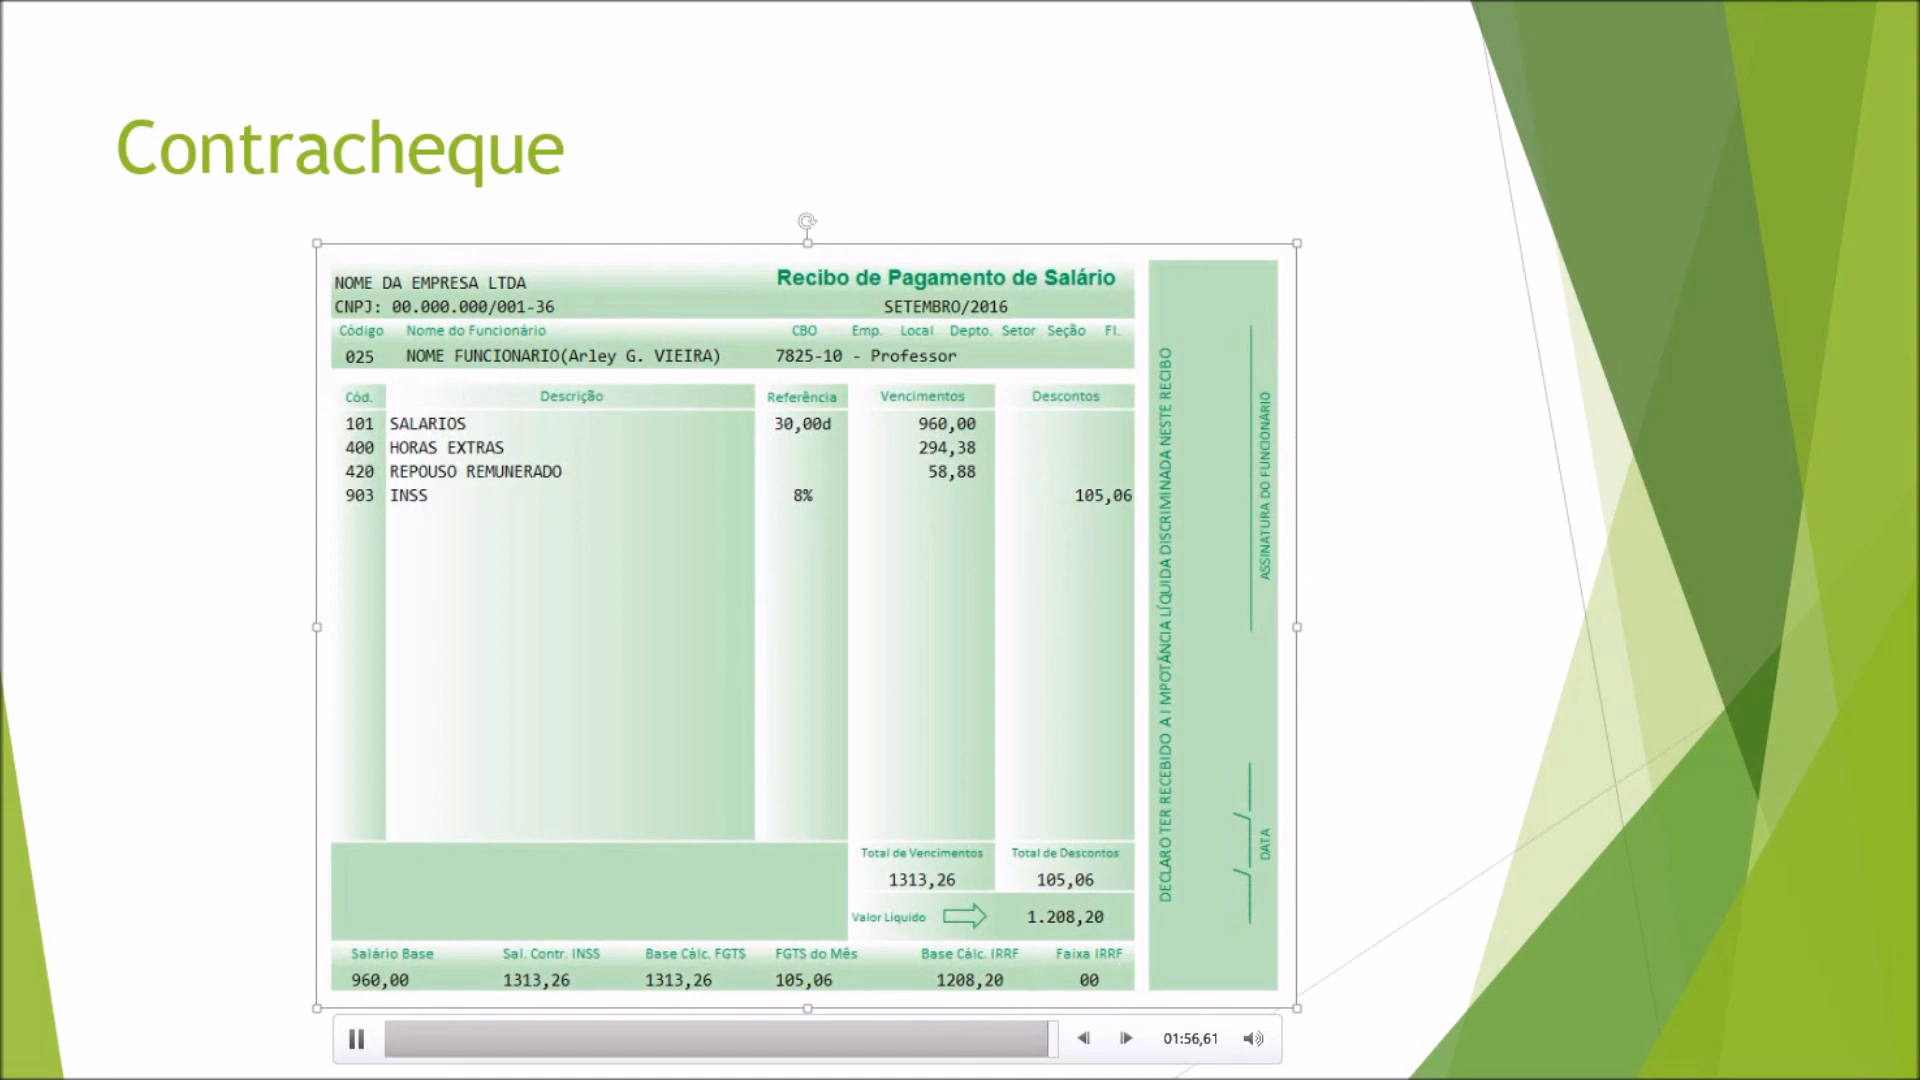 Contracheque
NOME DA EMPRESA LTDA
Recibo de Pagamento de Salário
CNPJ: 00.000.000/001-36
SETEMBRO/2016
Código Nome do Funcionário CBO Emp. Local Depto. Setor Seção Fl.
025 NOME FUNCIONARIO(Arley G. VIEIRA) 7825-10 - Professor
Cód. Descrição Referência Vencimentos Descontos
101 SALARIOS 30,00d 960,00
400 HORAS EXTRAS 294,38
420 REPOUSO REMUNERADO 58,88
903 INSS 8% 105,06
Total de Vencimentos Total de Descontos
1313,26 105,06
Valor Liquido 1.208,20
Salário Base Sal. Contr. INSS Base Cálc. FGTS FGTS do Mês Base Cálc. IRRF Faixa IRRF
960,00 1313,26 1313,26 105,06 1208,20 00
DECLARO TER RECEBIDO A I MPOTÂNCIA LÍQUIDA DISCRIMINADA NESTE RECIBO
ASSINATURA DO FUNCIONÁRIO
DATA
01:56,61